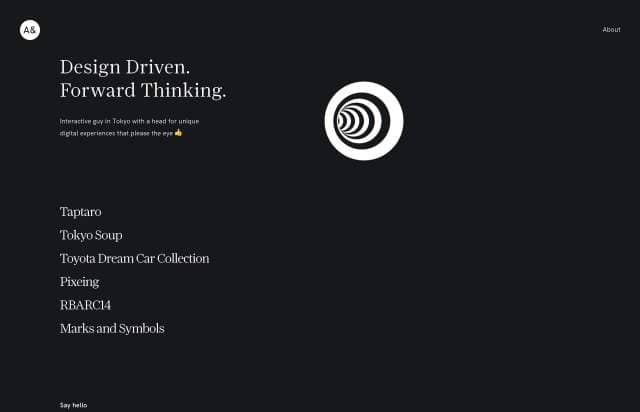 A&
About
Design Driven.
Forward Thinking.
Interactive guy in Tokyo with a head for unique
digital experiences that please the eye 👍
Taptaro
Tokyo Soup
Toyota Dream Car Collection
Pixeing
RBARC14
Marks and Symbols
Say hello